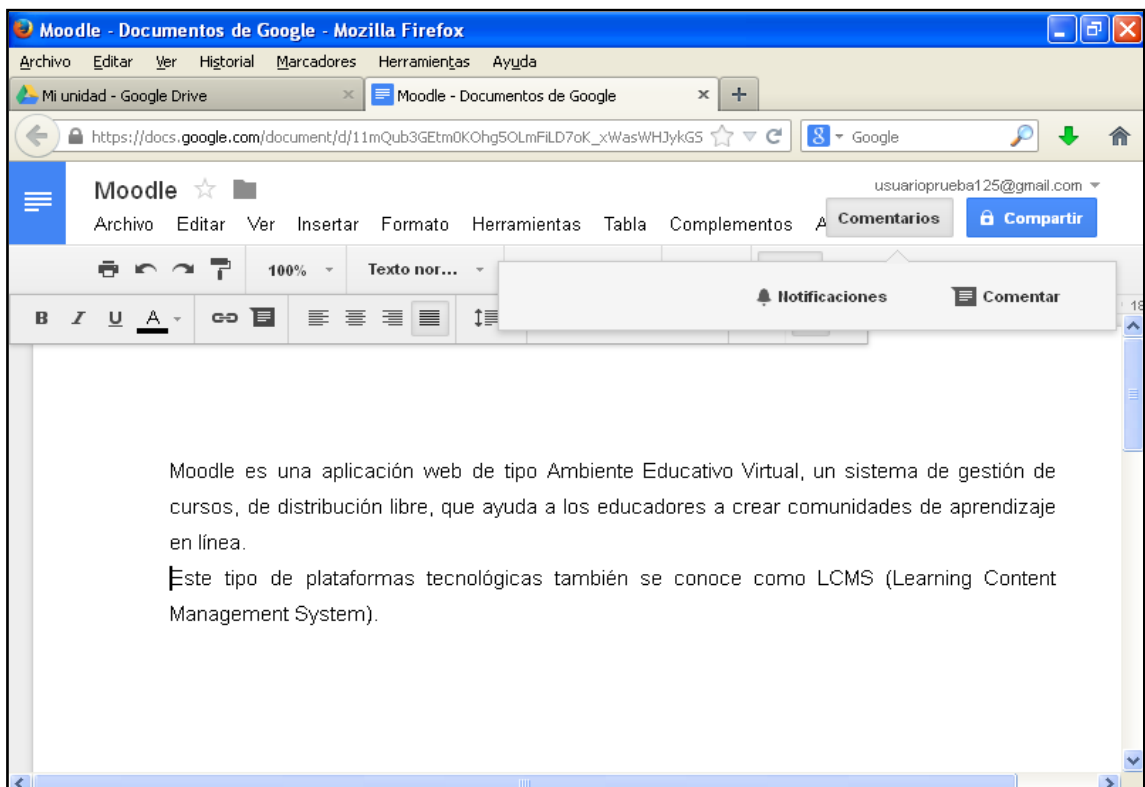 Moodle - Documentos de Google - Mozilla Firefox
Archivo Editar Ver Historial Marcadores Herramientas Ayuda
Mi unidad - Google Drive × Moodle - Documentos de Google × +
https://docs.google.com/document/d/11mQub3GEtm0KOhg5OLmFiLD7oK_xWasWHJykGS 8 Google
Moodle
usuarioprueba125@gmail.com
Archivo Editar Ver Insertar Formato Herramientas Tabla Complementos A Comentarios Compartir
100% Texto nor...
Notificaciones Comentar
B I U A
18
Moodle es una aplicación web de tipo Ambiente Educativo Virtual, un sistema de gestión de
cursos, de distribución libre, que ayuda a los educadores a crear comunidades de aprendizaje
en línea.
Este tipo de plataformas tecnológicas también se conoce como LCMS (Learning Content
Management System).